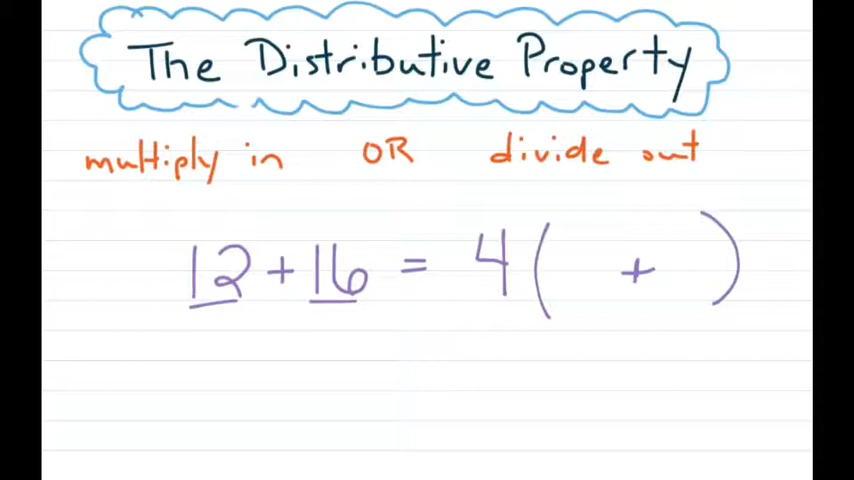 The Distributive Property
multiply in OR divide out
12 + 16 = 4( + )